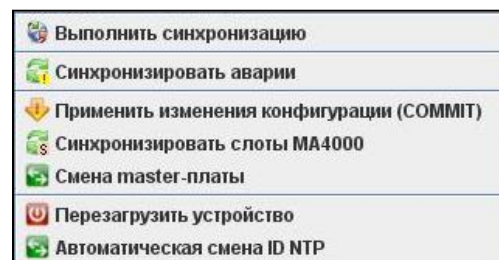 Выполнить синхронизацию
Синхронизировать аварии
Применить изменения конфигурации (COMMIT)
Синхронизировать слоты MA4000
Смена master-платы
Перезагрузить устройство
Автоматическая смена ID NTP